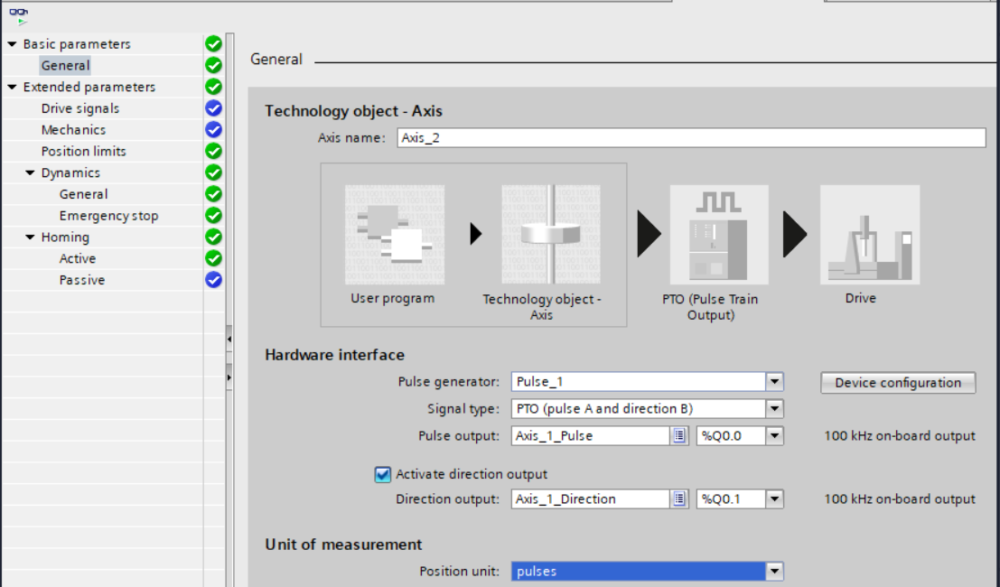 Basic parameters
General
Extended parameters
Drive signals
Mechanics
Position limits
Dynamics
General
Emergency stop
Homing
Active
Passive
General
Technology object - Axis
Axis name: Axis_2
User program
Technology object -
Axis
PTO (Pulse Train
Output)
Drive
Hardware interface
Pulse generator: Pulse_1 Device configuration
Signal type: PTO (pulse A and direction B)
Pulse output: Axis_1_Pulse %Q0.0 100 kHz on-board output
Activate direction output
Direction output: Axis_1_Direction %Q0.1 100 kHz on-board output
Unit of measurement
Position unit: pulses